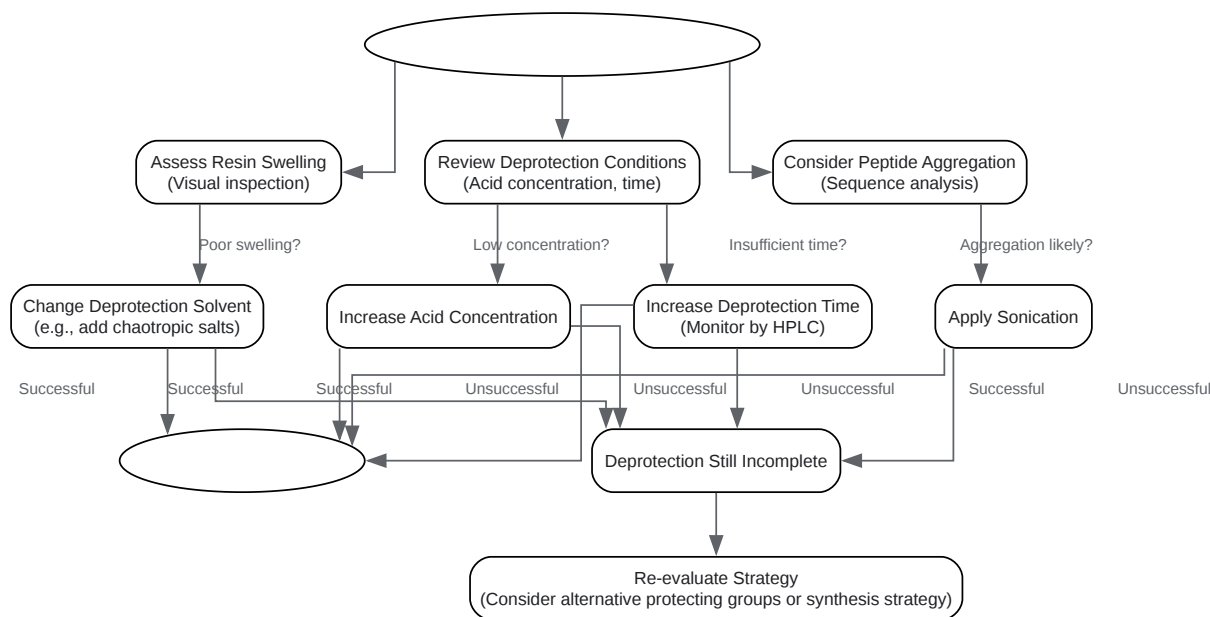 Assess Resin Swelling
(Visual inspection)
Review Deprotection Conditions
(Acid concentration, time)
Consider Peptide Aggregation
(Sequence analysis)
Poor swelling?
Low concentration?
Insufficient time?
Aggregation likely?
Change Deprotection Solvent
(e.g., add chaotropic salts)
Increase Acid Concentration
Increase Deprotection Time
(Monitor by HPLC)
Apply Sonication
Successful
Successful
Successful
Unsuccessful
Unsuccessful
Unsuccessful
Successful
Unsuccessful
Deprotection Still Incomplete
Re-evaluate Strategy
(Consider alternative protecting groups or synthesis strategy)